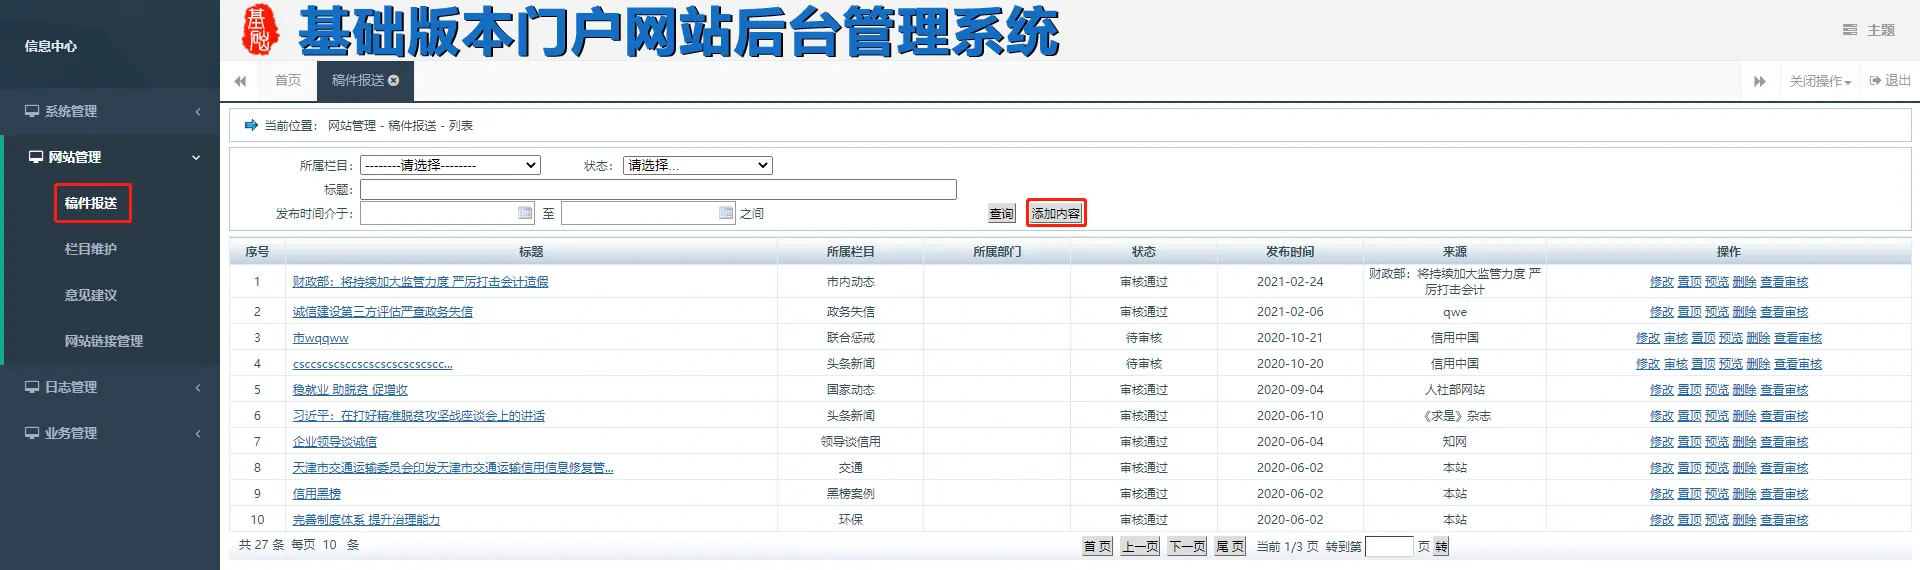 信息中心
基础
基础版本门户网站后台管理系统
主题
首页
稿件报送
关闭操作
退出
系统管理
网站管理
稿件报送
栏目维护
意见建议
网站链接管理
日志管理
业务管理
当前位置: 网站管理 - 稿件报送 - 列表
所属栏目: --------请选择-------- 状态: 请选择...
标题:
发布时间介于: 至 之间 查询 添加内容
序号 标题 所属栏目 所属部门 状态 发布时间 来源 操作
1 财政部：将持续加大监管力度 严厉打击会计造假 市内动态 审核通过 2021-02-24 财政部：将持续加大监管力度 严厉打击会计 修改 置顶 预览 删除 查看审核
2 诚信建设第三方评估严查政务失信 政务失信 审核通过 2021-02-06 qwe 修改 置顶 预览 删除 查看审核
3 市wqqww 联合惩戒 待审核 2020-10-21 信用中国 修改 审核 置顶 预览 删除 查看审核
4 csccscscsccscscscscscscscc... 头条新闻 待审核 2020-10-20 信用中国 修改 审核 置顶 预览 删除 查看审核
5 稳就业 助脱贫 促增收 国家动态 审核通过 2020-09-04 人社部网站 修改 置顶 预览 删除 查看审核
6 习近平：在打好精准脱贫攻坚战座谈会上的讲话 头条新闻 审核通过 2020-06-10 《求是》杂志 修改 置顶 预览 删除 查看审核
7 企业领导谈诚信 领导谈信用 审核通过 2020-06-04 知网 修改 置顶 预览 删除 查看审核
8 天津市交通运输委员会印发天津市交通运输信用信息修复管... 交通 审核通过 2020-06-02 本站 修改 置顶 预览 删除 查看审核
9 信用黑榜 黑榜案例 审核通过 2020-06-02 本站 修改 置顶 预览 删除 查看审核
10 完善制度体系 提升治理能力 环保 审核通过 2020-06-02 本站 修改 置顶 预览 删除 查看审核
共 27 条 每页 10 条 首 页 上一页 下一页 尾 页 当前 1/3 页 转到第 页 转